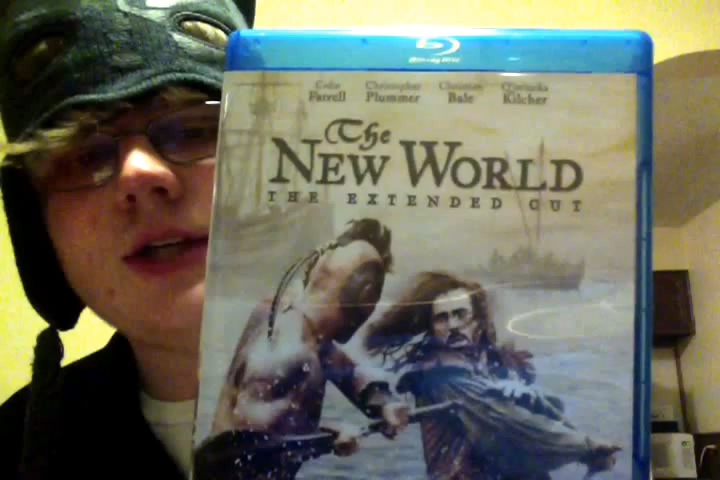 Blu-ray Disc
Colin Christopher Christian Q'orianka
Farrell Plummer Bale Kilcher
The
New World
THE EXTENDED CUT